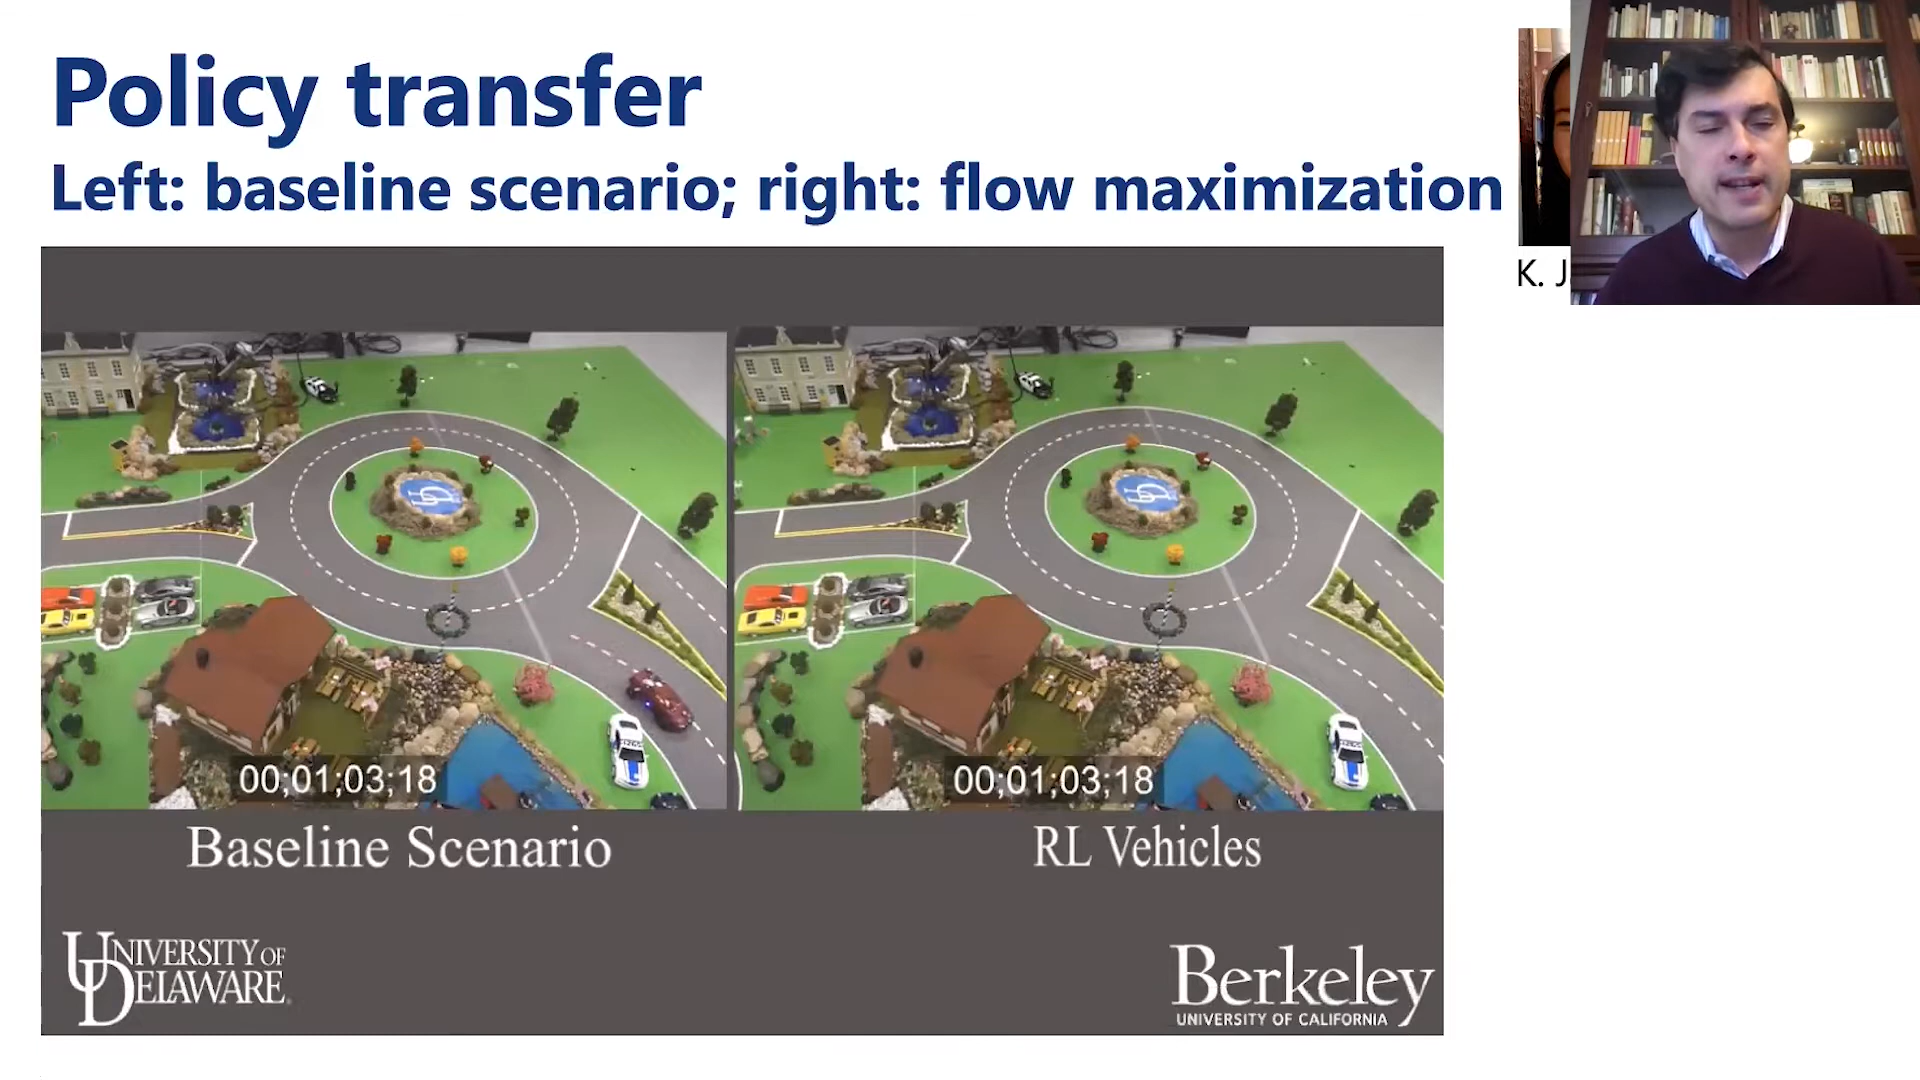 Policy transfer
Left: baseline scenario; right: flow maximization
K.
00;01;03;18
00;01;03;18
Baseline Scenario
RL Vehicles
UNIVERSITY OF
DELAWARE
Berkeley
UNIVERSITY OF CALIFORNIA